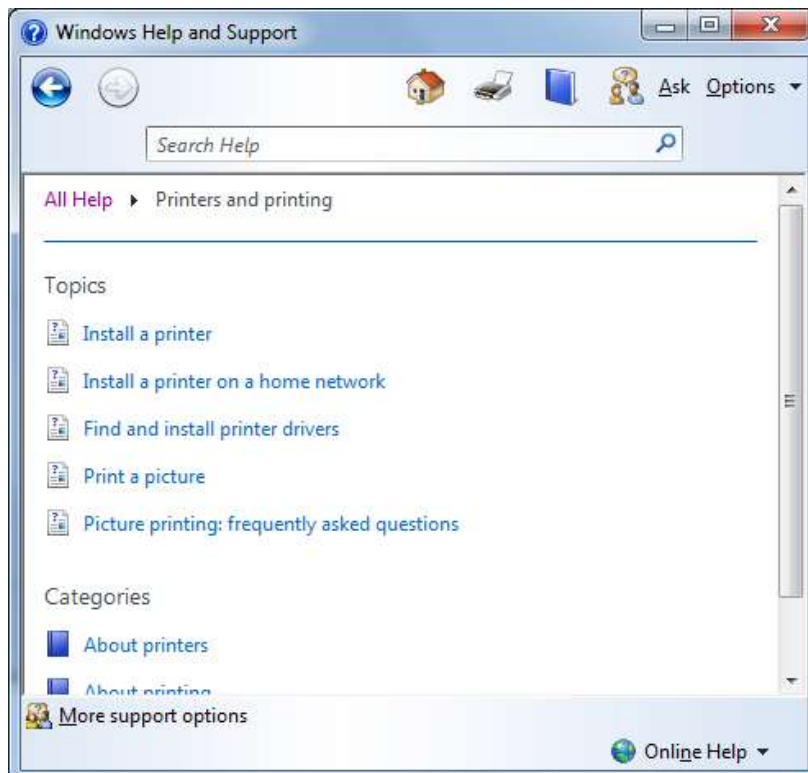 Windows Help and Support
Ask Options
Search Help
All Help Printers and printing
Topics
Install a printer
Install a printer on a home network
Find and install printer drivers
Print a picture
Picture printing: frequently asked questions
Categories
About printers
About printing
More support options
Online Help